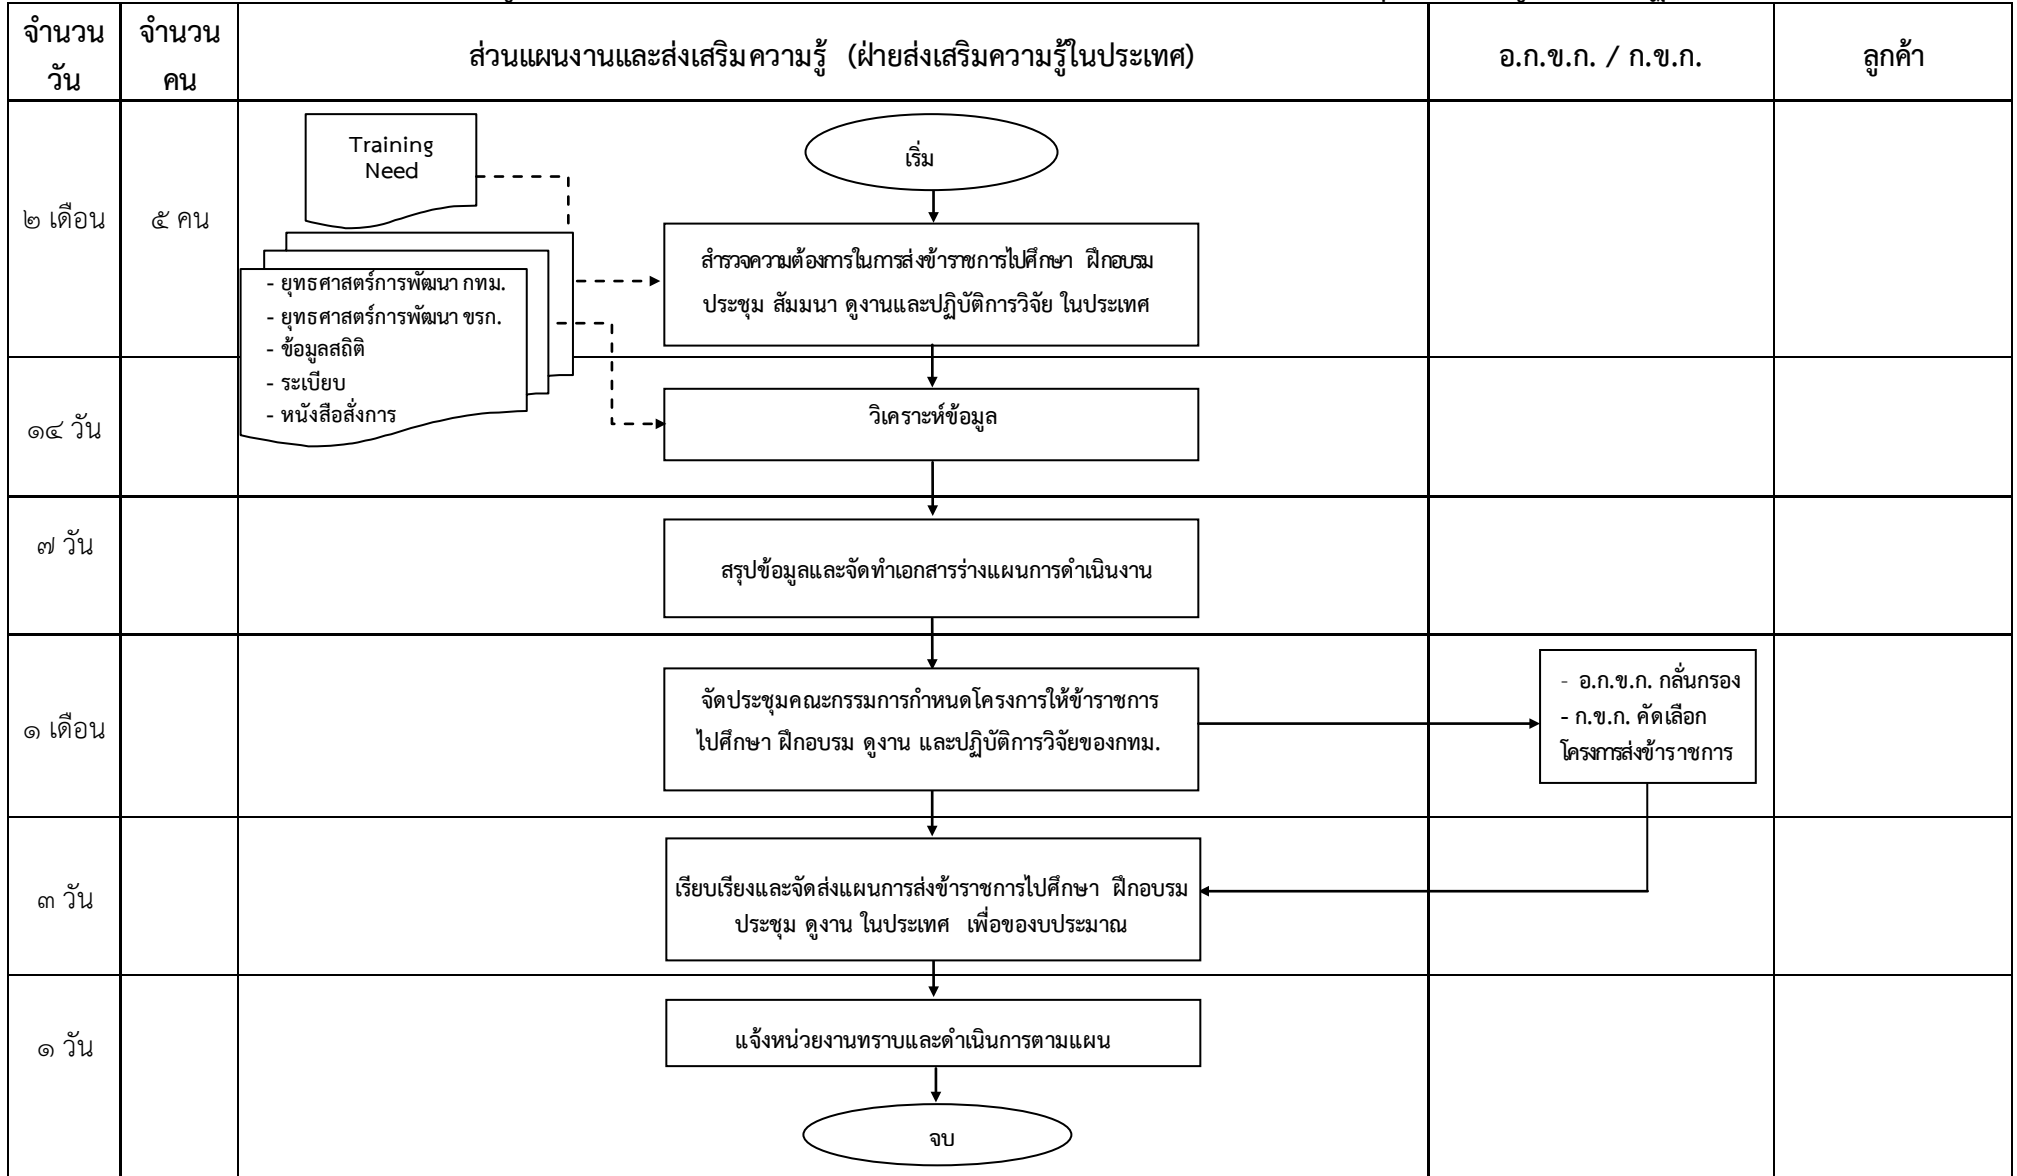 จำนวน
วัน
จำนวน
คน
ส่วนแผนงานและส่งเสริมความรู้ (ฝ่ายส่งเสริมความรู้ในประเทศ)
อ.ก.ข.ก. / ก.ข.ก.
ลูกค้า
๒ เดือน
๕ คน
Training
Need
เริ่ม
- ยุทธศาสตร์การพัฒนา กทม.
- ยุทธศาสตร์การพัฒนา ขรก.
- ข้อมูลสถิติ
- ระเบียบ
- หนังสือสั่งการ
สำรวจความต้องการในการส่งข้าราชการไปศึกษา ฝึกอบรม
ประชุม สัมมนา ดูงานและปฏิบัติการวิจัย ในประเทศ
๑๔ วัน
วิเคราะห์ข้อมูล
๗ วัน
สรุปข้อมูลและจัดทำเอกสารร่างแผนการดำเนินงาน
๑ เดือน
จัดประชุมคณะกรรมการกำหนดโครงการให้ข้าราชการ
ไปศึกษา ฝึกอบรม ดูงาน และปฏิบัติการวิจัยของกทม.
- อ.ก.ข.ก. กลั่นกรอง
- ก.ข.ก. คัดเลือก
โครงการส่งข้าราชการ
๓ วัน
เรียบเรียงและจัดส่งแผนการส่งข้าราชการไปศึกษา ฝึกอบรม
ประชุม ดูงาน ในประเทศ เพื่อของบประมาณ
๑ วัน
แจ้งหน่วยงานทราบและดำเนินการตามแผน
จบ